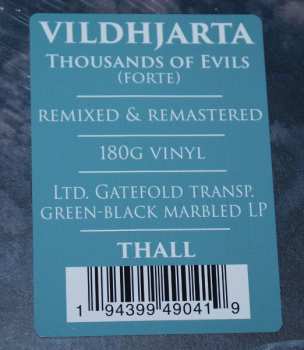 VILDHJARTA
THOUSANDS OF EVILS
(FORTE)
REMIXED & REMASTERED
180G VINYL
LTD. GATEFOLD TRANSP.
GREEN-BLACK MARBLED LP
THALL
1 94399 49041 9